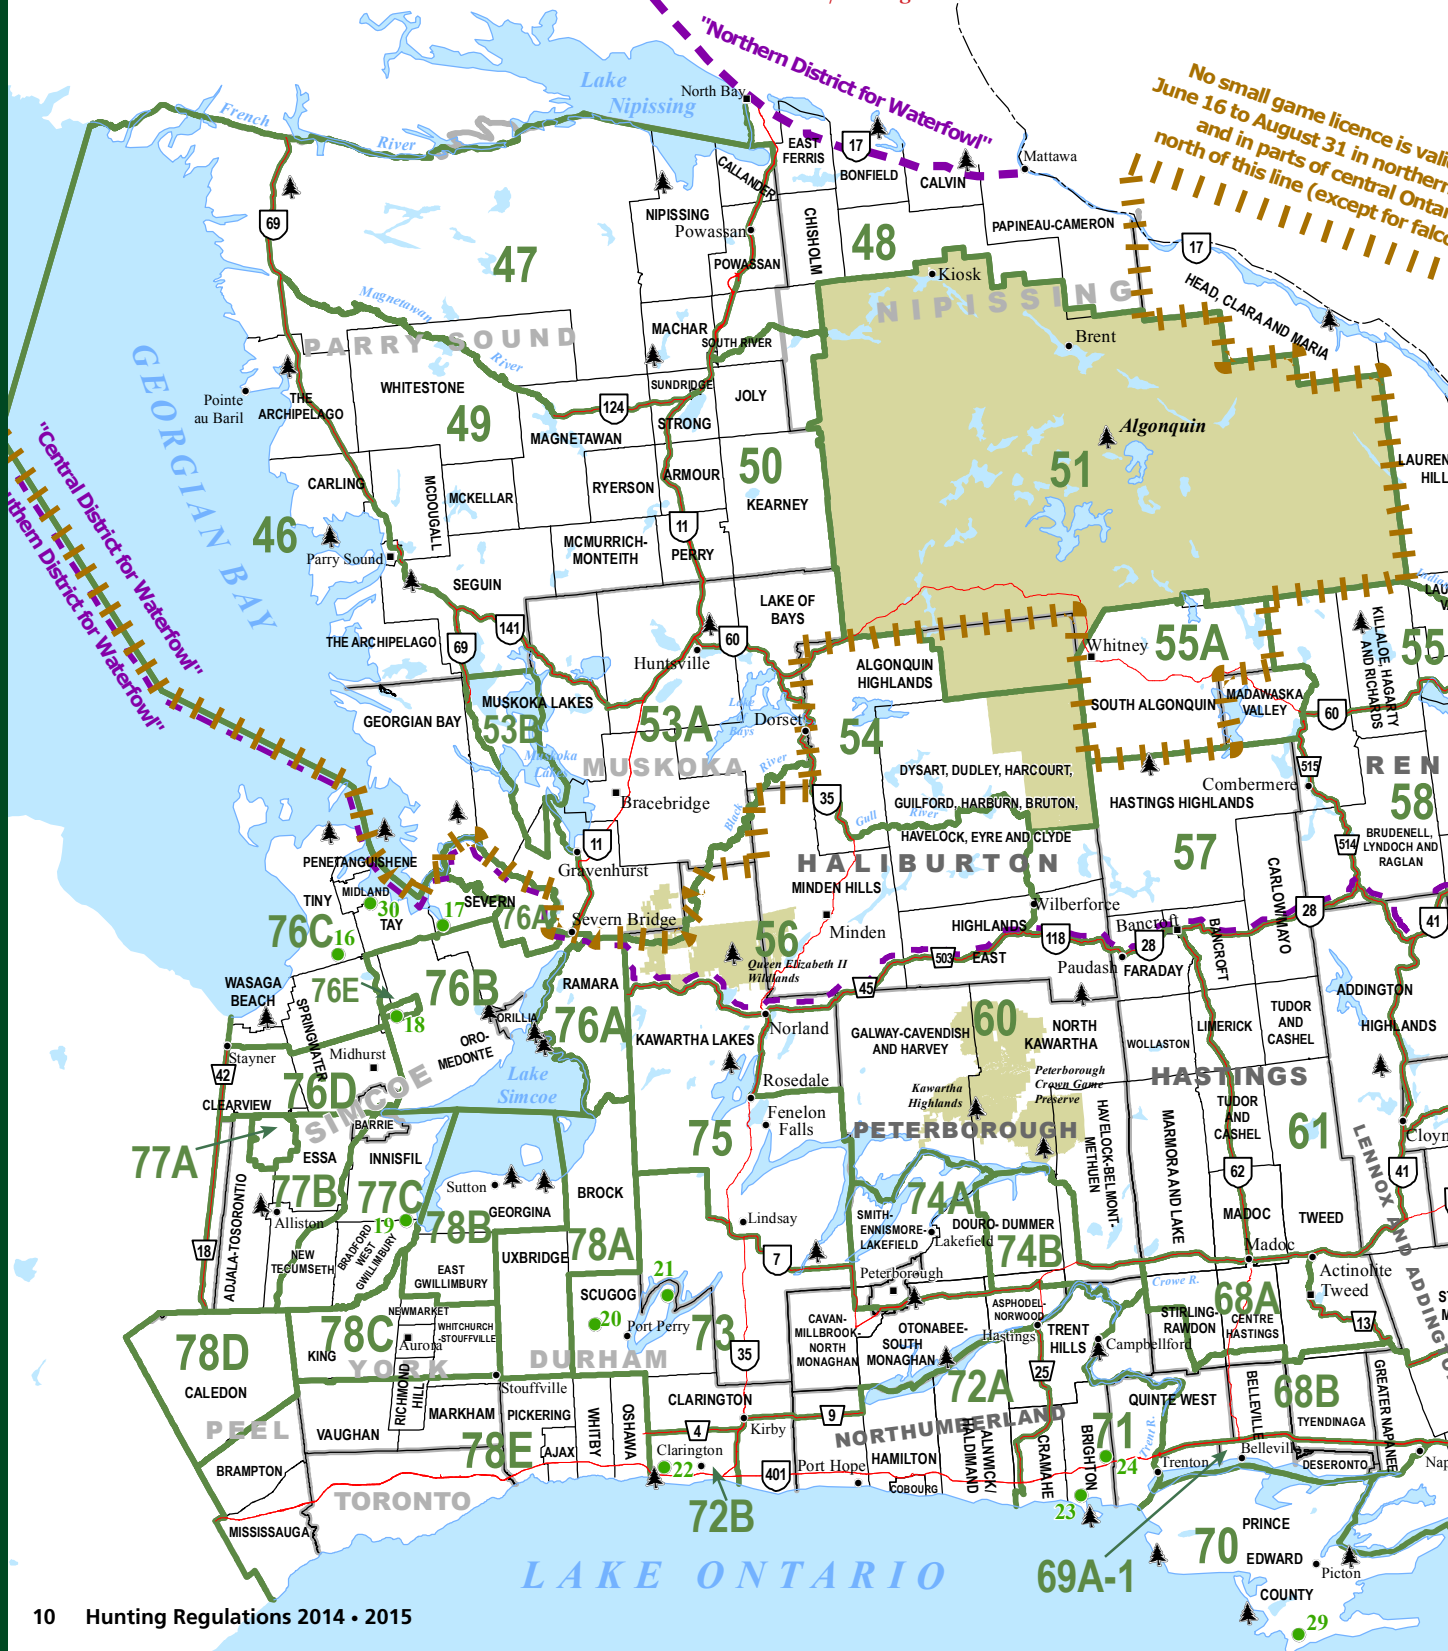 "Northern District for Waterfowl"
No small game licence is vali
June 16 to August 31 in northern
and in parts of central Ontar
north of this line (except for falco
Lake
Nipissing
North Bay
French
River
Mattawa
EAST
FERRIS
17
BONFIELD
CALVIN
CALLANDER
69
NIPISSING
Powassan
CHISHOLM
48
PAPINEAU-CAMERON
17
47
POWASSAN
Kiosk
HEAD, CLARA AND MARIA
Magnetawan
River
NIPISSING
PARRY SOUND
MACHAR
SOUTH RIVER
Brent
GEORGIAN BAY
WHITESTONE
SUNDRIDGE
JOLY
Pointe
au Baril
THE
ARCHIPELAGO
49
124
STRONG
MAGNETAWAN
Algonquin
"Central District for Waterfowl"
uthern District for Waterfowl"
CARLING
MCDOUGALL
MCKELLAR
RYERSON
ARMOUR
50
KEARNEY
51
LAUREN
HILL
46
Parry Sound
11
MCMURRICH-
MONTEITH
PERRY
SEGUIN
LAKE OF
BAYS
LAU
V
THE ARCHIPELAGO
69
141
60
Huntsville
ALGONQUIN
HIGHLANDS
Whitney
55A
KILLALOE, HAGARTY
AND RICHARDS
55
MUSKOKA LAKES
GEORGIAN BAY
53B
53A
Lake
Bays
Dorset
54
SOUTH ALGONQUIN
MADAWASKA
VALLEY
60
Muskoka
Lake
MUSKOKA
River
Black
DYSART, DUDLEY, HARCOURT,
GUILFORD, HARBURN, BRUTON,
HAVELOCK, EYRE AND CLYDE
Combermere
515
REN
58
Bracebridge
35
Gull
River
HASTINGS HIGHLANDS
11
Gravenhurst
HALIBURTON
57
514
BRUDENELL,
LYNDOCH AND
RAGLAN
PENETANGUISHENE
MIDLAND
TINY
30
17
SEVERN
76A
TAY
76C
16
Severn Bridge
MINDEN HILLS
Minden
56
Queen Elizabeth II
Wildlands
Wilberforce
HIGHLANDS
EAST
503
118
Bancroft
28
BANCROFT
CARLOW/MAYO
28
41
Paudash
FARADAY
WASAGA
BEACH
76E
18
76B
ORILLIA
RAMARA
76A
45
ADDINGTON
HIGHLANDS
SPRINGWATER
ORO-
MEDONTE
Stayner
Midhurst
KAWARTHA LAKES
Norland
GALWAY-CAVENDISH
AND HARVEY
60
NORTH
KAWARTHA
WOLLASTON
LIMERICK
TUDOR
AND
CASHEL
42
76D
SIMCOE
Lake
Simcoe
Rosedale
Kawartha
Highlands
Peterborough
Crown Game
Preserve
HASTINGS
CLEARVIEW
BARRIE
Fenelon
Falls
PETERBOROUGH
TUDOR
AND
CASHEL
61
Cloyn
77A
ESSA
INNISFIL
75
HAVELOCK-BELMONT-
METHUEN
MARMORA AND LAKE
LENNOX AND ADDINGTON
62
41
77B
77C
Sutton
BROCK
74A
ADJALA-TOSORONTIO
Alliston
19
78B
GEORGINA
Lindsay
SMITH-
ENNISMORE-
LAKEFIELD
DOURO-DUMMER
Lakefield
74B
MADOC
TWEED
18
NEW
TECUMSETH
BRADFORD
WEST
GWILLIMBURY
EAST
GWILLIMBURY
UXBRIDGE
78A
7
Madoc
Actinolite
Tweed
Peterborough
Crowe R.
21
SCUGOG
20
Port Perry
73
NEWMARKET
WHITCHURCH
-STOUFFVILLE
78D
78C
KING
Aurora
CAVAN-
MILLBROOK-
NORTH
MONAGHAN
OTONABEE-
SOUTH
MONAGHAN
ASPHODEL-
NORWOOD
Hastings
TRENT
HILLS
Campbellford
STIRLING-
RAWDON
68A
CENTRE
HASTINGS
13
YORK
DURHAM
35
CALEDON
Stouffville
RICHMOND
HILL
CLARINGTON
72A
25
QUINTE WEST
BELLEVILLE
68B
TYENDINAGA
GREATER NAPANEE
PEEL
VAUGHAN
MARKHAM
PICKERING
WHITBY
OSHAWA
9
4
Kirby
NORTHUMBERLAND
78E
AJAX
Clarington
71
Trent R.
BRAMPTON
22
401
Port Hope
HAMILTON
COBOURG
ALNWICK/
HALDIMAND
CRAMAHE
BRIGHTON
24
Trenton
Belleville
DESERONTO
Nap
TORONTO
72B
23
MISSISSAUGA
PRINCE
EDWARD
COUNTY
70
Picton
LAKE ONTARIO
69A-1
29
10 Hunting Regulations 2014 • 2015